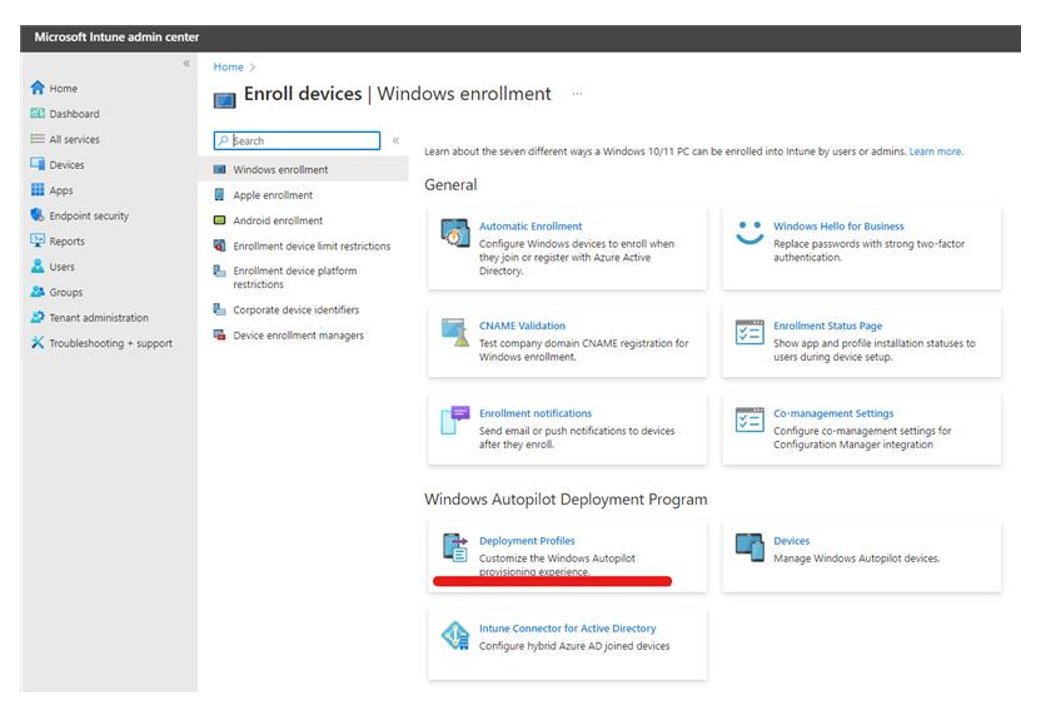 Microsoft Intune admin center
«
Home
Dashboard
All services
Devices
Apps
Endpoint security
Reports
Users
Groups
Tenant administration
Troubleshooting + support
Home >
Enroll devices | Windows enrollment ...
Search
«
Windows enrollment
Apple enrollment
Android enrollment
Enrollment device limit restrictions
Enrollment device platform
restrictions
Corporate device identifiers
Device enrollment managers
Learn about the seven different ways a Windows 10/11 PC can be enrolled into Intune by users or admins. Learn more.
General
Automatic Enrollment
Configure Windows devices to enroll when
they join or register with Azure Active
Directory.
Windows Hello for Business
Replace passwords with strong two-factor
authentication.
CNAME Validation
Test company domain CNAME registration for
Windows enrollment.
Enrollment Status Page
Show app and profile installation statuses to
users during device setup.
Enrollment notifications
Send email or push notifications to devices
after they enroll.
Co-management Settings
Configure co-management settings for
Configuration Manager integration
Windows Autopilot Deployment Program
Deployment Profiles
Customize the Windows Autopilot
provisioning experience.
Devices
Manage Windows Autopilot devices.
Intune Connector for Active Directory
Configure hybrid Azure AD joined devices